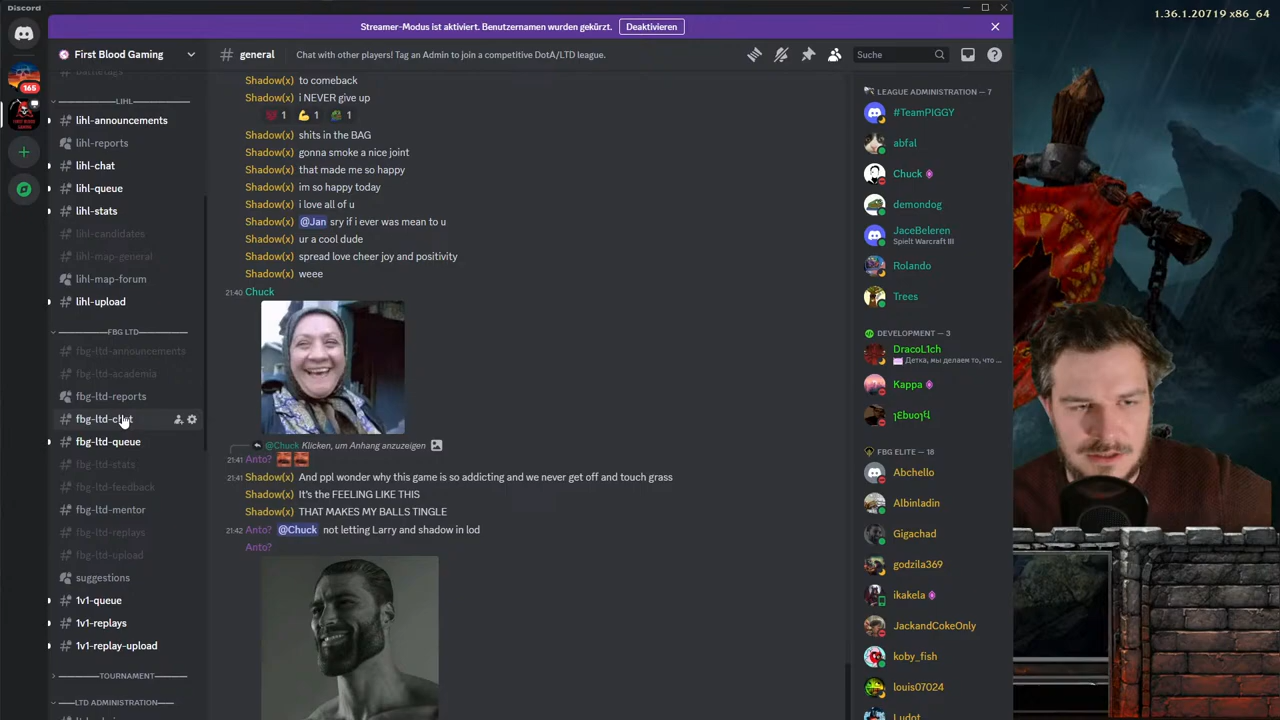 Discord
1.36.1.20719 x86_64
Streamer-Modus ist aktiviert. Benutzernamen wurden gekürzt.
Deaktivieren
First Blood Gaming
general
Chat with other players! Tag an Admin to join a competitive DotA/LTD league.
Suche
165
LIHL
lihl-announcements
lihl-reports
lihl-chat
lihl-queue
lihl-stats
lihl-candidates
lihl-map-general
lihl-map-forum
lihl-upload
FBG LTD
fbg-ltd-announcements
fbg-ltd-academia
fbg-ltd-reports
fbg-ltd-chat
fbg-ltd-queue
fbg-ltd-stats
fbg-ltd-feedback
fbg-ltd-mentor
fbg-ltd-replays
fbg-ltd-upload
suggestions
1v1-queue
1v1-replays
1v1-replay-upload
TOURNAMENT
LTD ADMINISTRATION
Shadow(x) to comeback
Shadow(x) i NEVER give up
1 1 1
Shadow(x) shits in the BAG
Shadow(x) gonna smoke a nice joint
Shadow(x) that made me so happy
Shadow(x) im so happy today
Shadow(x) i love all of u
Shadow(x) @Jan sry if i ever was mean to u
Shadow(x) ur a cool dude
Shadow(x) spread love cheer joy and positivity
Shadow(x) weee
21:40 Chuck
@Chuck Klicken, um Anhang anzuzeigen
21:41 Anto?
21:41 Shadow(x) And ppl wonder why this game is so addicting and we never get off and touch grass
Shadow(x) It's the FEELING LIKE THIS
Shadow(x) THAT MAKES MY BALLS TINGLE
21:42 Anto? @Chuck not letting Larry and shadow in lod
Anto?
LEAGUE ADMINISTRATION — 7
#TeamPIGGY
abfal
Chuck
demondog
JaceBeleren
Spielt Warcraft III
Rolando
Trees
DEVELOPMENT — 3
DracoL1ch
Детка, мы делаем то, что ...
Kappa
FBG ELITE — 18
Abchello
Albinladin
Gigachad
godzila369
ikakela
JackandCokeOnly
koby_fish
louis07024
Ludot